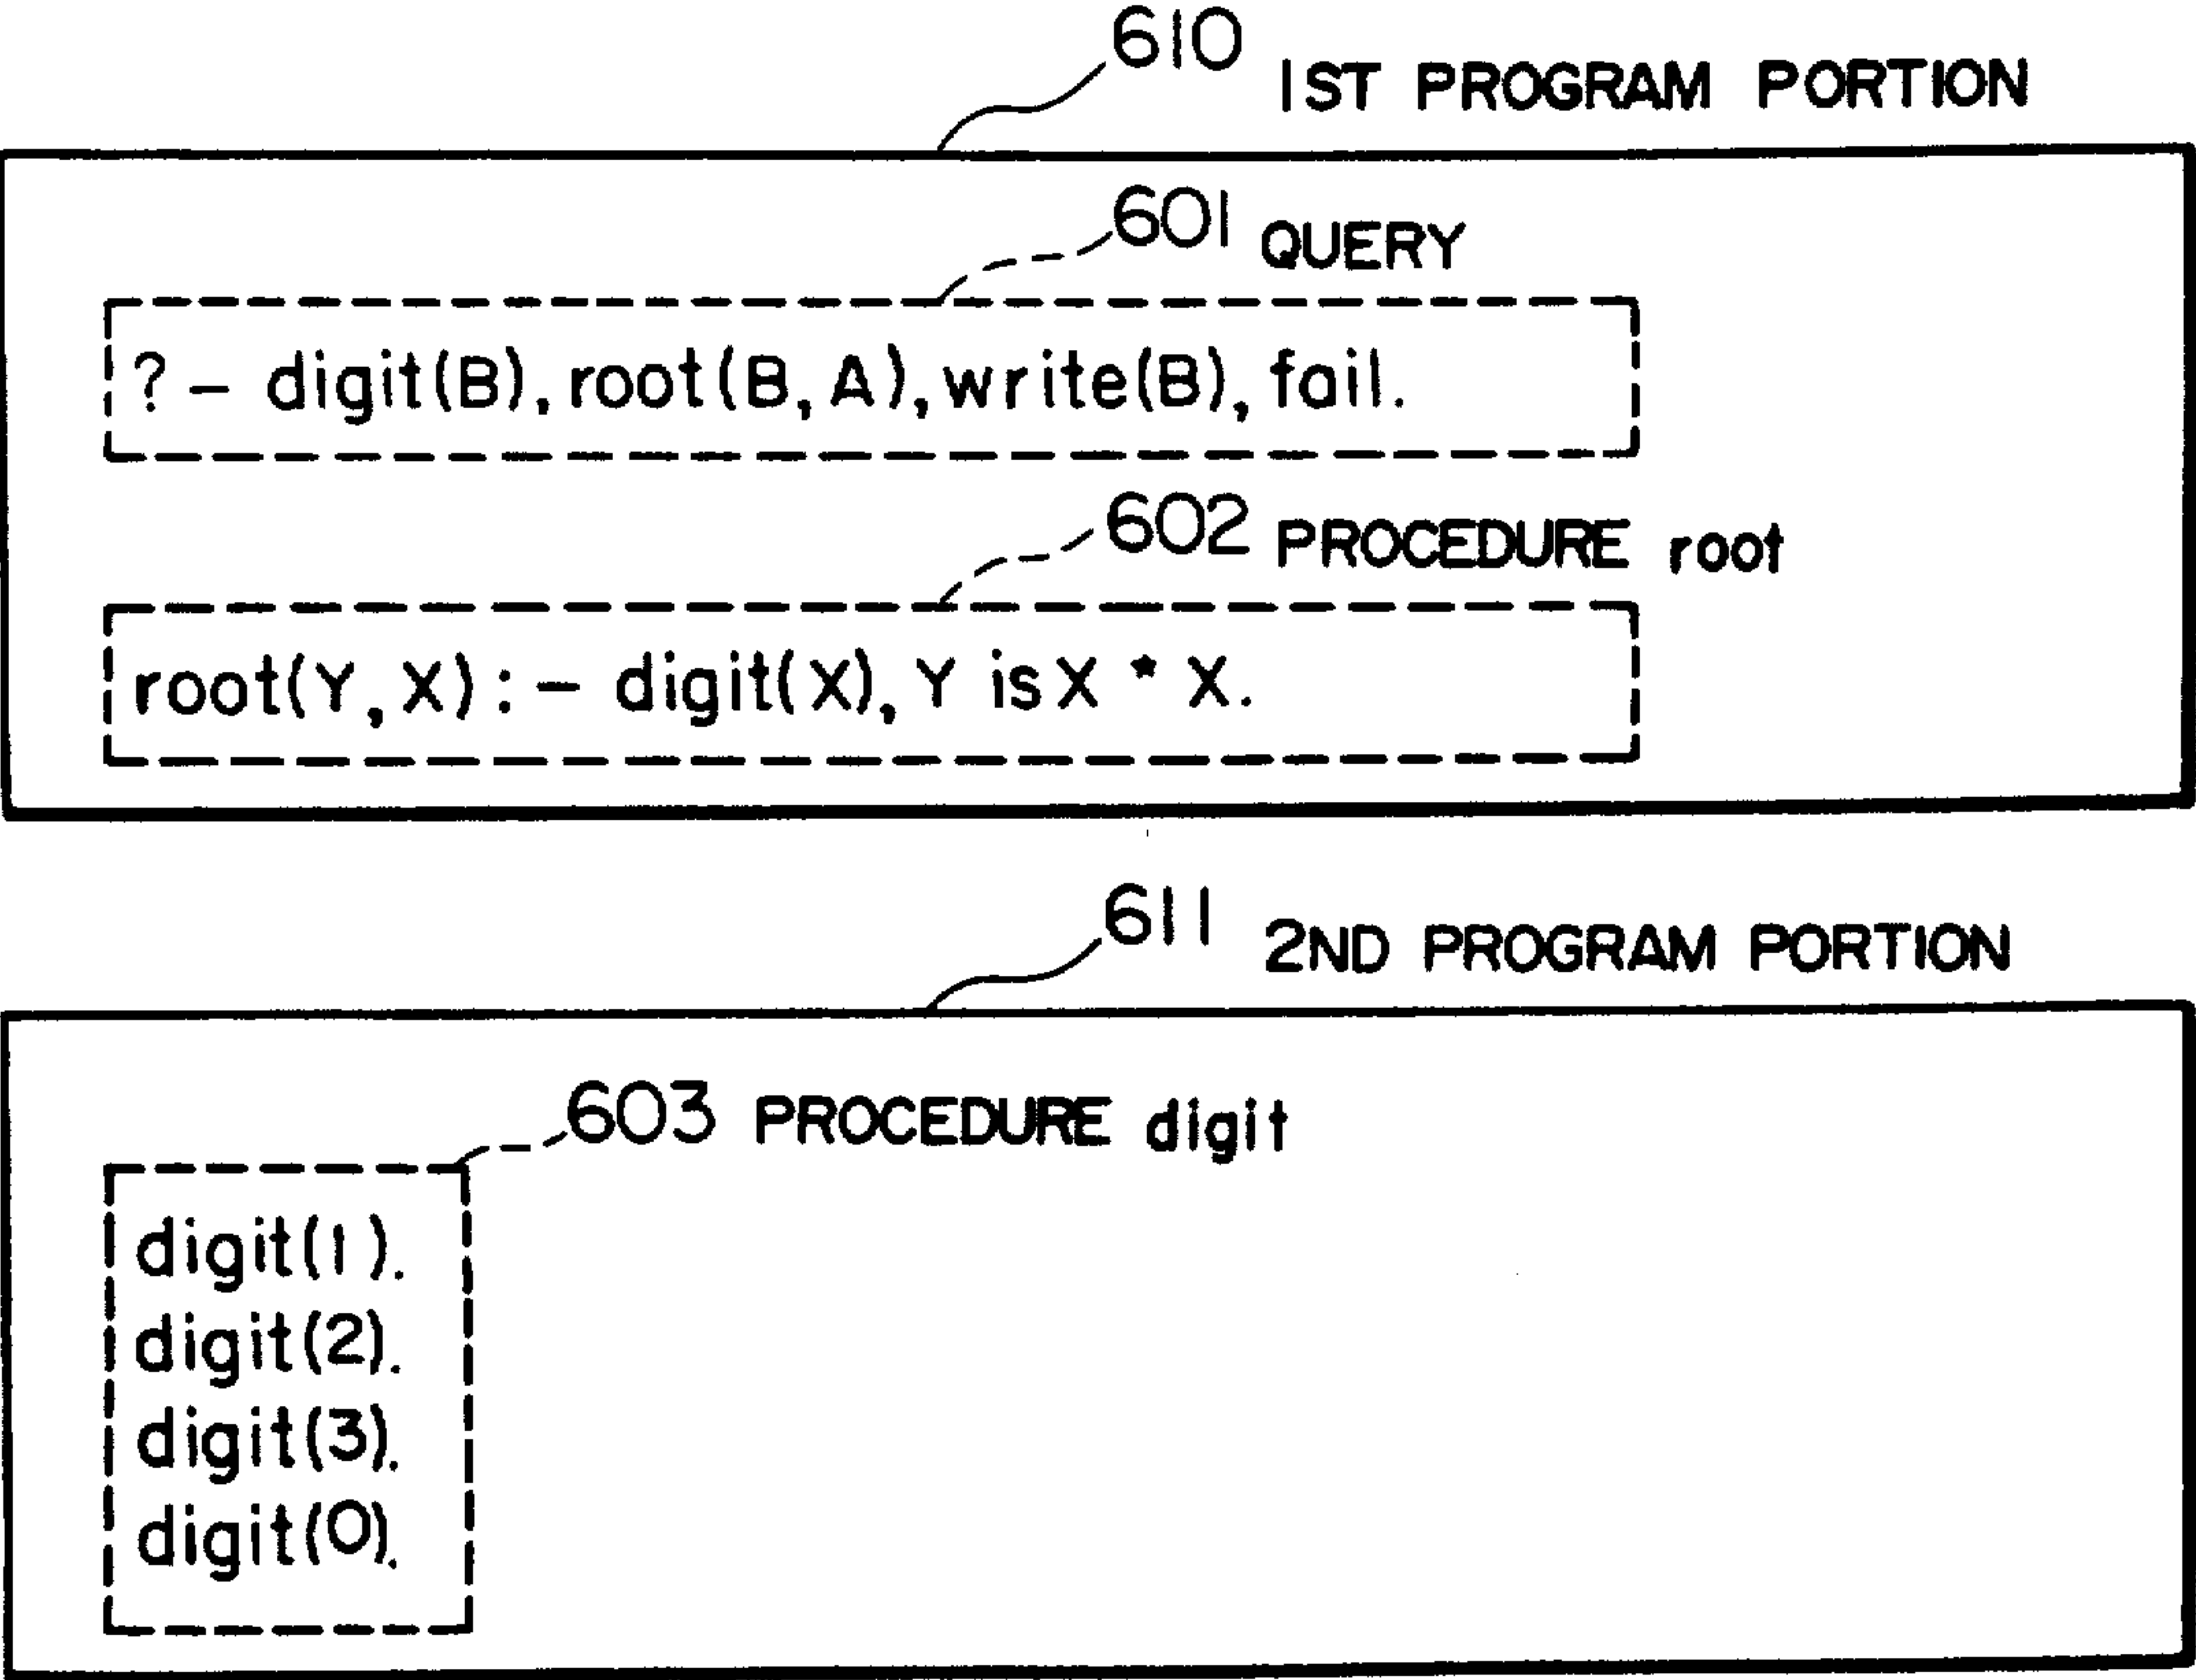 610 1ST PROGRAM PORTION
601 QUERY
?- digit(B), root(B, A), write(B), fail.
602 PROCEDURE root
root(Y, X) :- digit(X), Y is X * X.
611 2ND PROGRAM PORTION
603 PROCEDURE digit
digit(1).
digit(2).
digit(3).
digit(0).